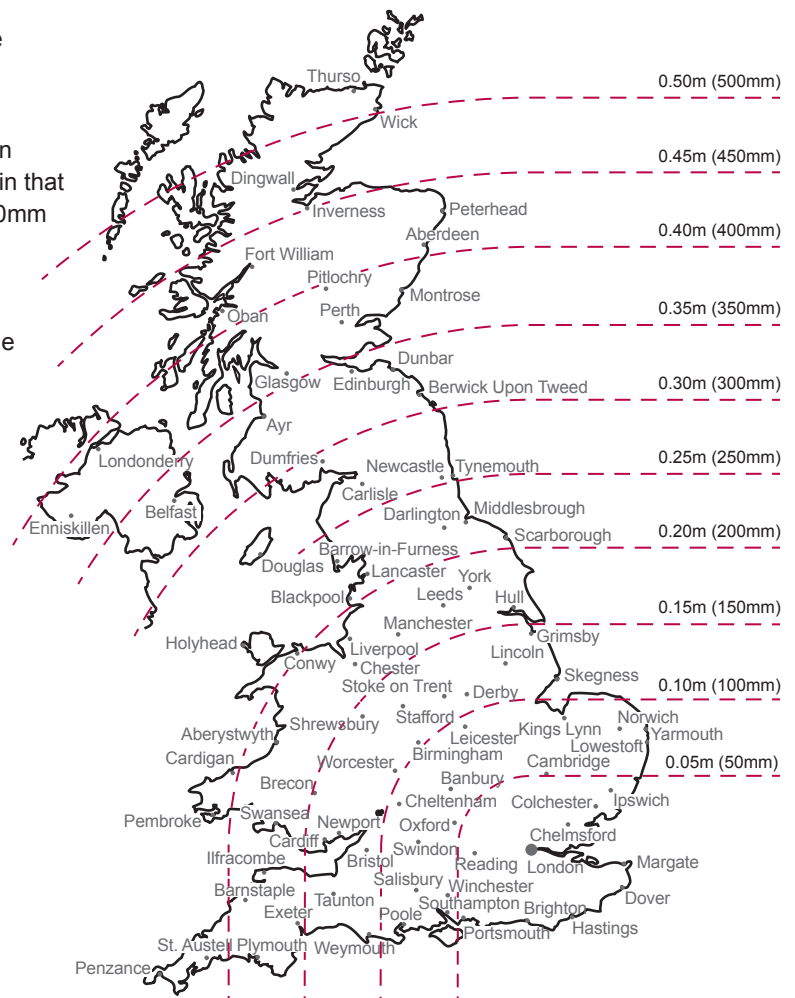 e
Thurso
0.50m (500mm)
Wick
n
in that
0mm
0.45m (450mm)
Dingwall
Inverness
Peterhead
0.40m (400mm)
Aberdeen
Fort William
Pitlochry
Montrose
Oban
Perth
0.35m (350mm)
e
Dunbar
Glasgow
Edinburgh
Berwick Upon Tweed
0.30m (300mm)
Ayr
Londonderry
Dumfries
Newcastle
Tynemouth
0.25m (250mm)
Carlisle
Belfast
Enniskillen
Darlington
Middlesbrough
Scarborough
0.20m (200mm)
Barrow-in-Furness
Douglas
Lancaster
York
Blackpool
Leeds
Hull
0.15m (150mm)
Manchester
Grimsby
Holyhead
Liverpool
Conwy
Lincoln
Chester
Skegness
Stoke on Trent
Derby
0.10m (100mm)
Shrewsbury
Stafford
Kings Lynn
Norwich
Aberystwyth
Leicester
Yarmouth
Lowestoft
Birmingham
0.05m (50mm)
Cardigan
Worcester
Cambridge
Brecon
Banbury
Pembroke
Swansea
Cheltenham
Colchester
Ipswich
Newport
Oxford
Chelmsford
Cardiff
Swindon
Ilfracombe
Bristol
Reading
London
Margate
Salisbury
Barnstaple
Taunton
Winchester
Southampton
Dover
Exeter
Poole
Brighton
Hastings
St. Austell
Plymouth
Weymouth
Portsmouth
Penzance